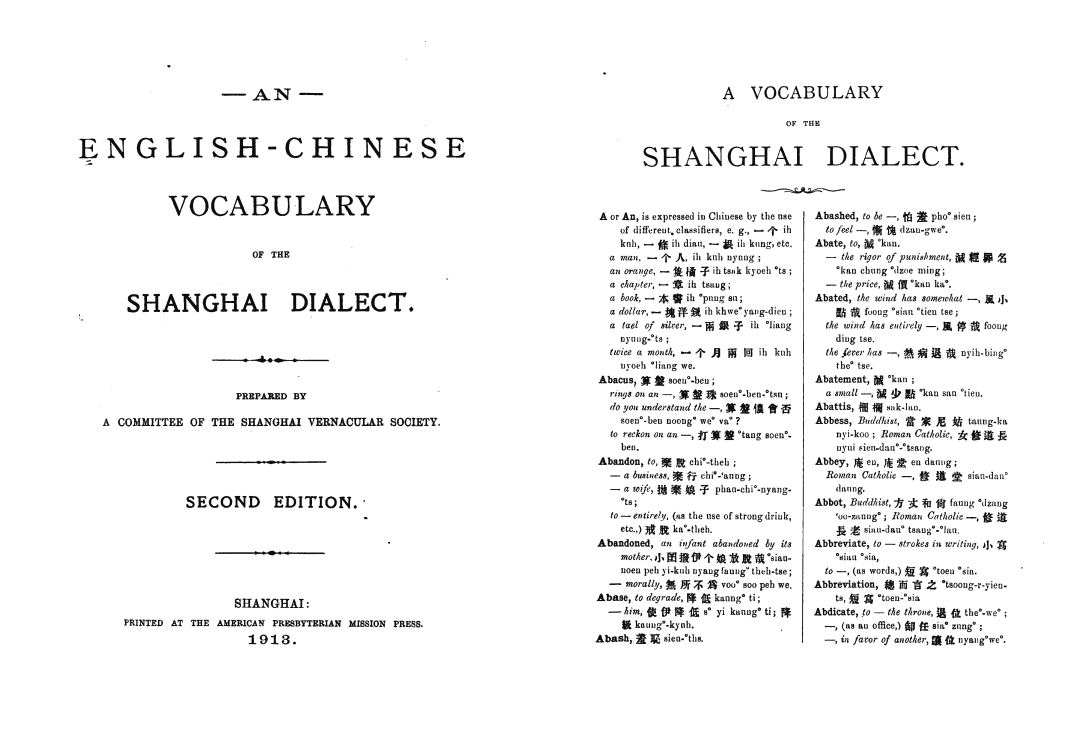 — AN —
ENGLISH-CHINESE
VOCABULARY
OF THE
SHANGHAI DIALECT.
PREPARED BY
A COMMITTEE OF THE SHANGHAI VERNACULAR SOCIETY.
SECOND EDITION.
SHANGHAI:
PRINTED AT THE AMERICAN PRESBYTERIAN MISSION PRESS.
1913.
A VOCABULARY
OF THE
SHANGHAI DIALECT.
A or An, is expressed in Chinese by the use
of different classifiers, e. g., 一个 ih
kuh, 一條 ih diau, 一根 ih kung, etc.
a man, 一个人, ih kuh nyung;
an orange, 一隻橘子 ih tsak kyoeh °ts;
a chapter, 一章 ih tsang;
a book, 一本書 ih °pung su;
a dollar, 一塊洋錢 ih khwe° yang-dien;
a tael of silver, 一兩銀子 ih °liang
nyung-°ts;
twice a month, 一个月兩回 ih kuh
nyoeh °liang we.
Abacus, 算盤 soen°-ben;
rings on an —, 算盤珠 soen°-ben-°tsu;
do you understand the —, 算盤儂會否
soen°-ben noong° we° va°?
to reckon on an —, 打算盤 °tang soen°-
ben.
Abandon, to, 棄脫 chi°-theh;
— a business, 棄行 chi°-°aung;
— a wife, 拋棄娘子 phau-chi°-nyang-
°ts;
to — entirely, (as the use of strong drink,
etc.,) 戒脫 ka°-theh.
Abandoned, an infant abandoned by its
mother, 小囝撥伊个娘放脫哉 °siau-
noen peh yi-kuh nyang faung° theh-tse;
— morally, 無所不爲 voo° soo peh we.
Abase, to degrade, 降低 kaung° ti;
— him, 使伊降低 s° yi kaung° ti; 降
級 kaung°-kyuh.
Abash, 羞恥 sieu-°ths.
Abashed, to be —, 怕羞 pho° sieu;
to feel —, 慚愧 dzau-gwe°.
Abate, to, 減 °kan.
— the rigor of punishment, 減輕罪名
°kan chung °dzoe ming;
— the price, 減價 °kan ka°.
Abated, the wind has somewhat —, 風小
點哉 foong °siau °tien tse;
the wind has entirely —, 風停哉 foong
ding tse.
the fever has —, 熱病退哉 nyih-bing°
the° tse.
Abatement, 減 °kan;
a small —, 減少點 °kan sau °tien.
Abattis, 柵欄 sak-lan.
Abbess, Buddhist, 當家尼姑 taung-ka
nyi-koo; Roman Catholic, 女修道長
nyui sieu-dau°-°tsang.
Abbey, 庵 en, 庵堂 en daung;
Roman Catholic —, 修道堂 siau-dau°
daung.
Abbot, Buddhist, 方丈和尙 faung °dzang
°oo-zaung°; Roman Catholic —, 修道
長老 siau-dau° tsang°-°lau.
Abbreviate, to — strokes in writing, 小寫
°siau °sia,
to —, (as words,) 短寫 °toen °sia.
Abbreviation, 總而言之 °tsoong-r-yien-
ts, 短寫 °toen-°sia
Abdicate, to — the throne, 退位 the°-we°;
—, (as an office,) 卸任 sia° zung°;
—, in favor of another, 讓位 nyang°we°.